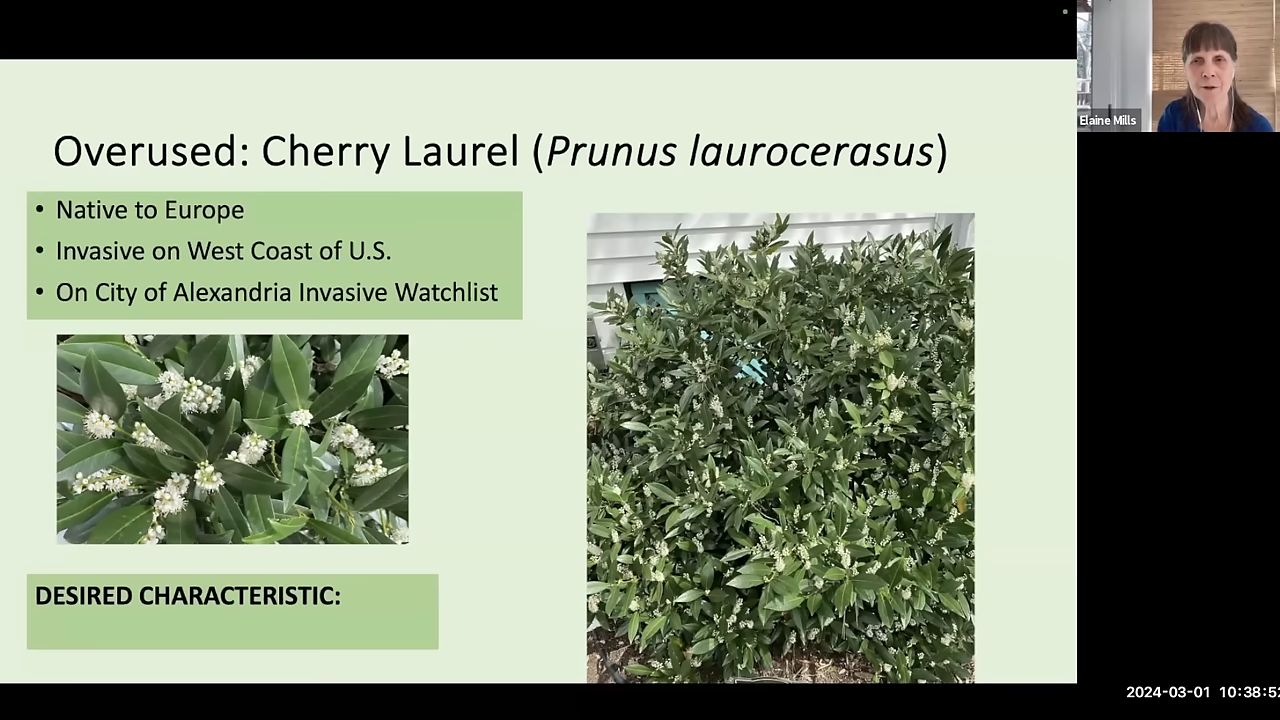 Elaine Mills
Overused: Cherry Laurel (Prunus laurocerasus)
• Native to Europe
• Invasive on West Coast of U.S.
• On City of Alexandria Invasive Watchlist
DESIRED CHARACTERISTIC:
2024-03-01 10:38:52